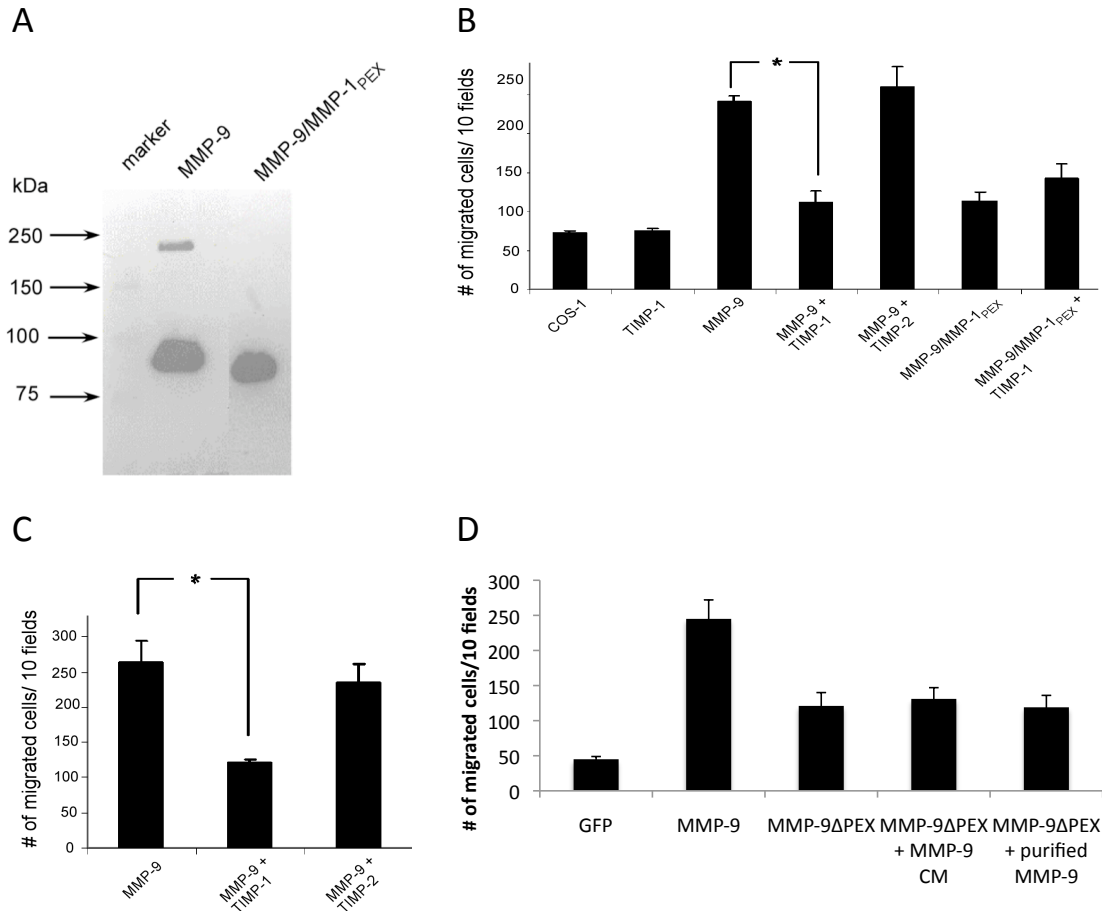 A
marker
MMP-9
MMP-9/MMP-1PEX
kDa
250
150
100
75
B
# of migrated cells/ 10 fields
250
200
150
100
50
0
*
COS-1
TIMP-1
MMP-9
MMP-9 +
TIMP-1
MMP-9 +
TIMP-2
MMP-9/MMP-1PEX
MMP-9/MMP-1PEX +
TIMP-1
C
# of migrated cells/ 10 fields
300
250
200
150
100
50
0
*
MMP-9
MMP-9 +
TIMP-1
MMP-9 +
TIMP-2
D
# of migrated cells/10 fields
300
250
200
150
100
50
0
GFP
MMP-9
MMP-9ΔPEX
MMP-9ΔPEX
+ MMP-9
CM
MMP-9ΔPEX
+ purified
MMP-9